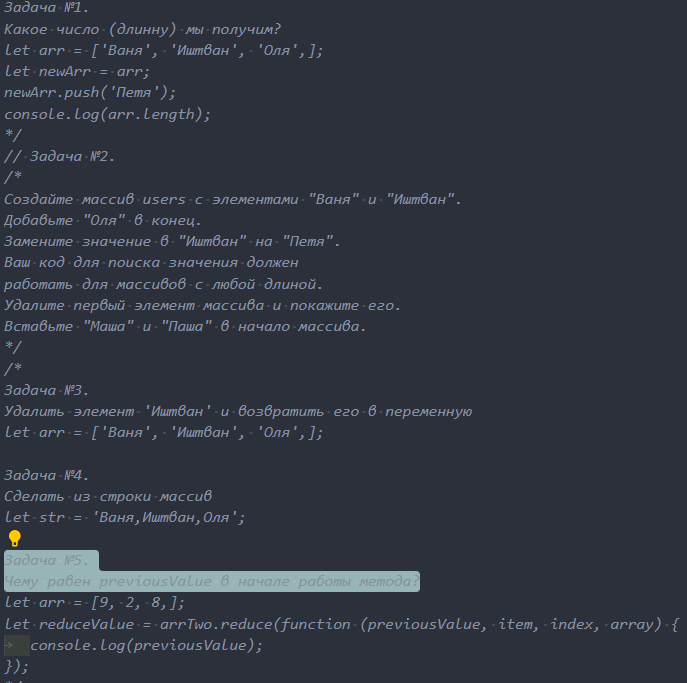 Задача №1.
Какое число (длинну) мы получим?
let arr = ['Ваня', 'Иштван', 'Оля',];
let newArr = arr;
newArr.push('Петя');
console.log(arr.length);
*/
// Задача №2.
/*
Создайте массив users с элементами "Ваня" и "Иштван".
Добавьте "Оля" в конец.
Замените значение в "Иштван" на "Петя".
Ваш код для поиска значения должен
работать для массивов с любой длиной.
Удалите первый элемент массива и покажите его.
Вставьте "Маша" и "Паша" в начало массива.
*/
/*
Задача №3.
Удалить элемент 'Иштван' и возвратить его в переменную
let arr = ['Ваня', 'Иштван', 'Оля',];
Задача №4.
Сделать из строки массив
let str = 'Ваня,Иштван,Оля';
Задача №5.
Чему равен previousValue в начале работы метода?
let arr = [9, 2, 8,];
let reduceValue = arrTwo.reduce(function (previousValue, item, index, array) {
console.log(previousValue);
});